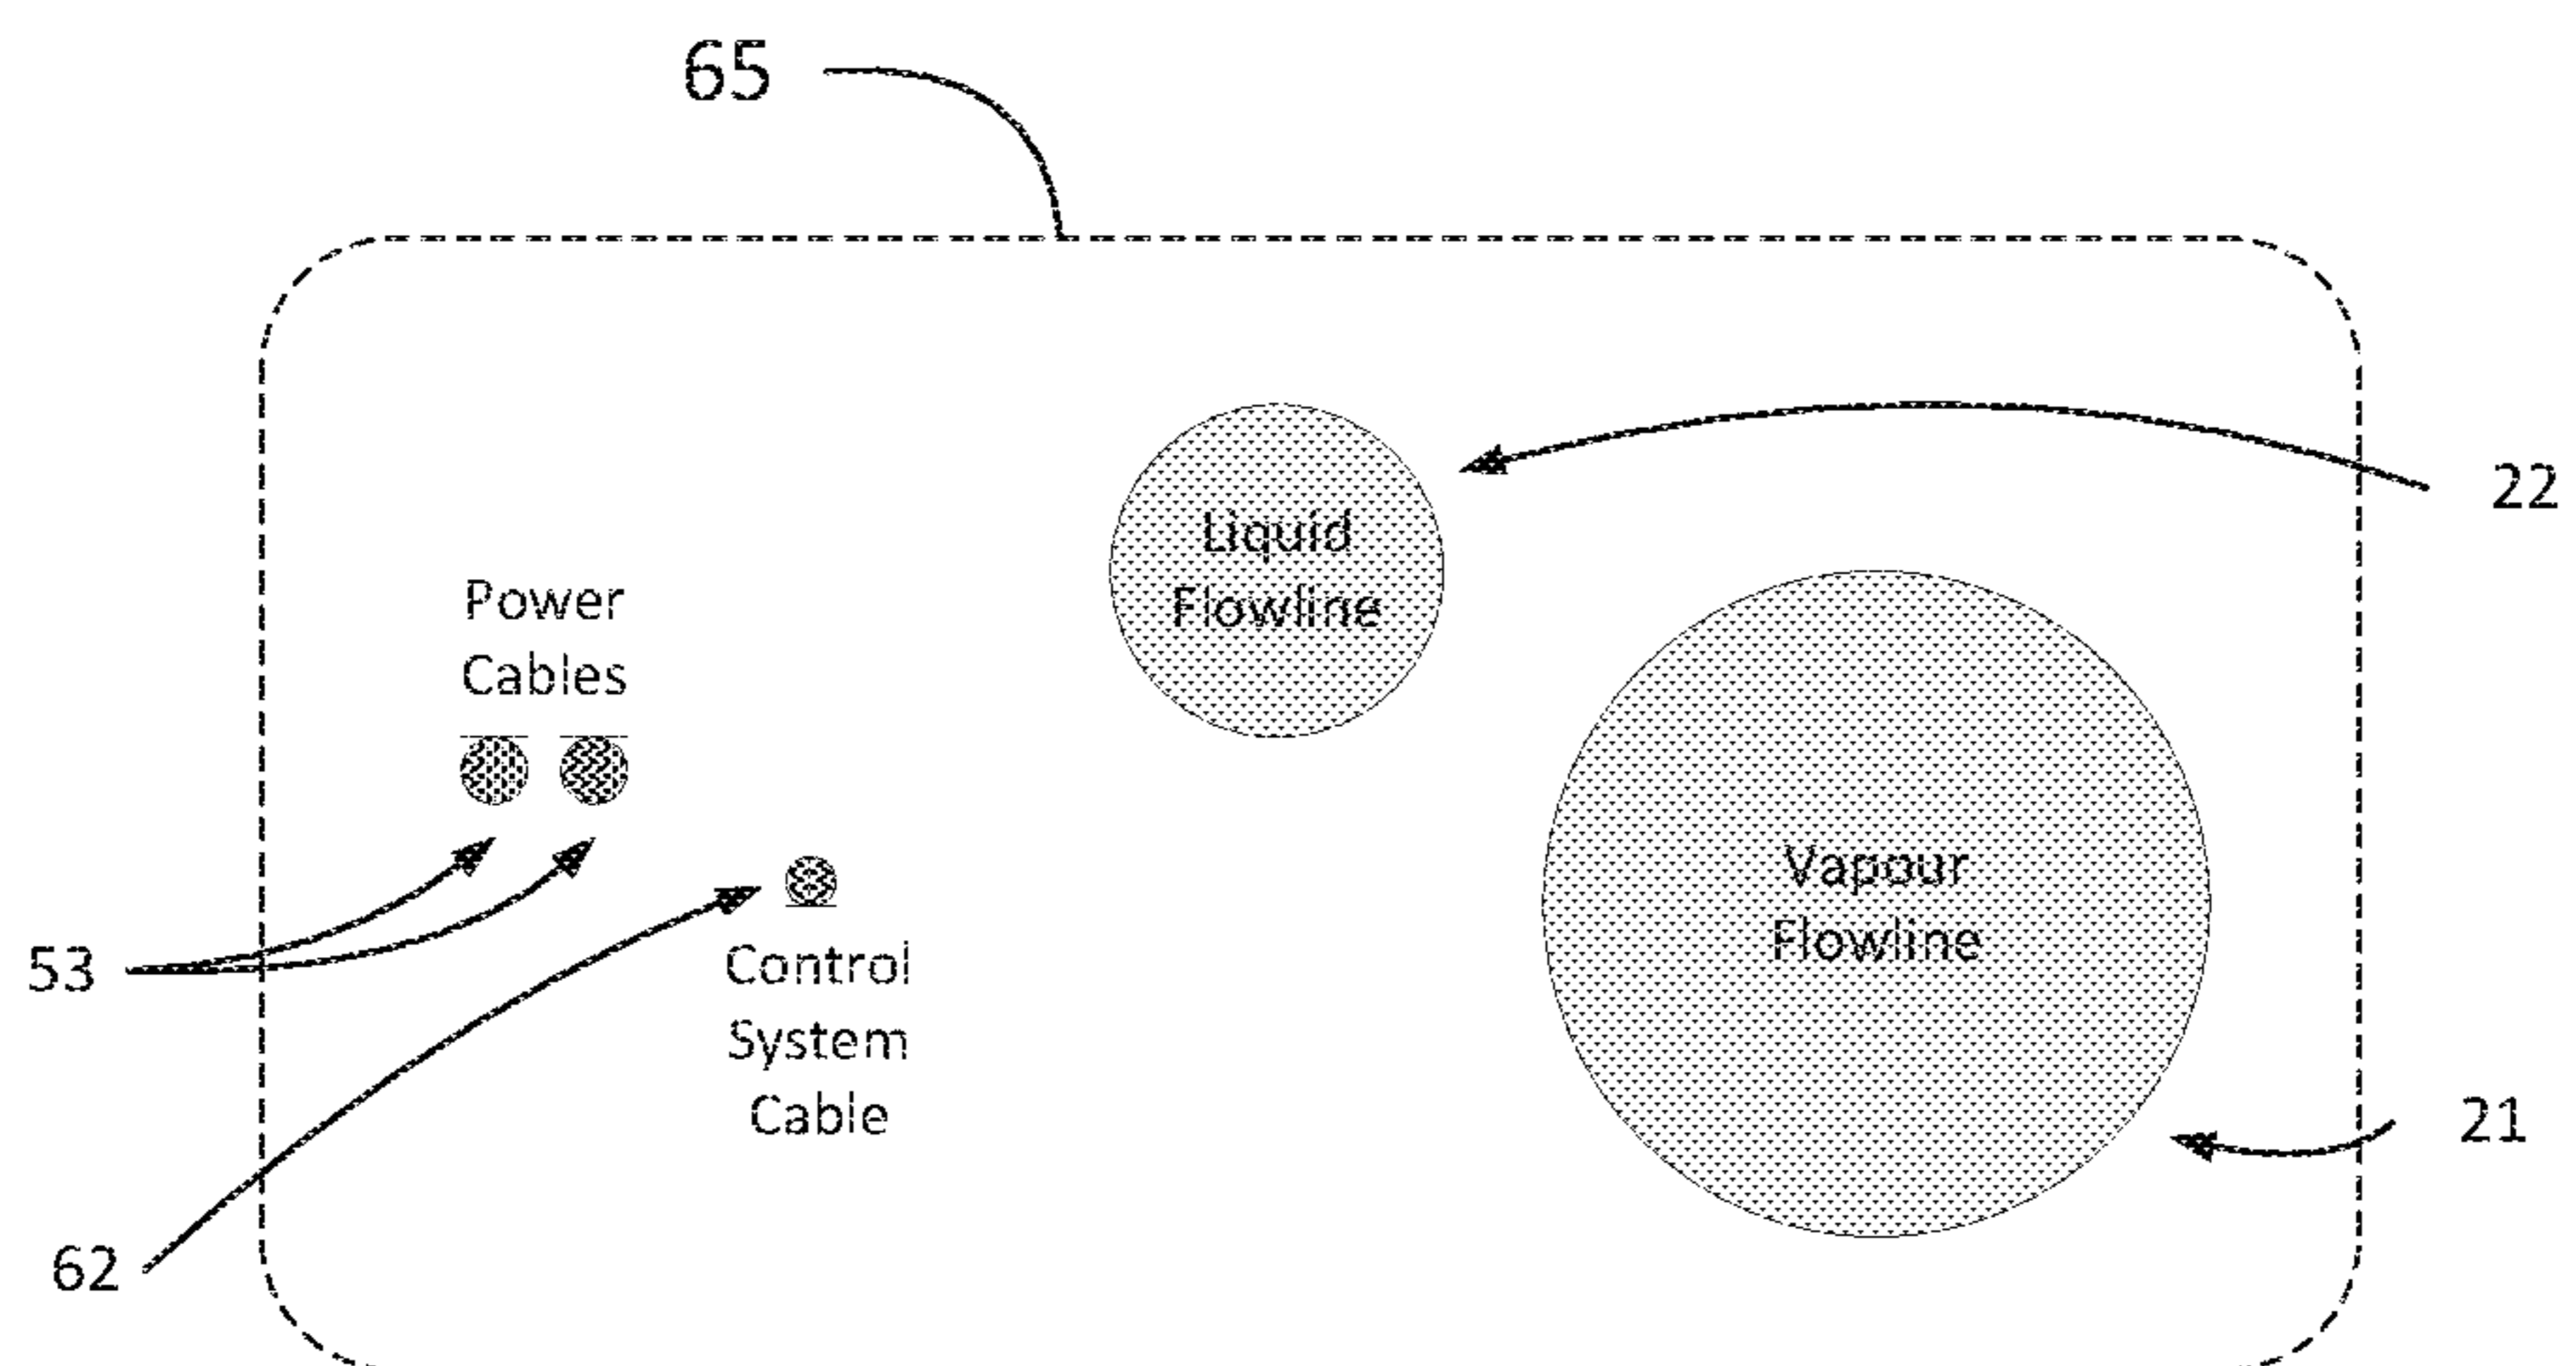 65
22
Liquid
Flowline
Power
Cables
Vapour
Flowline
53
Control
System
Cable
21
62